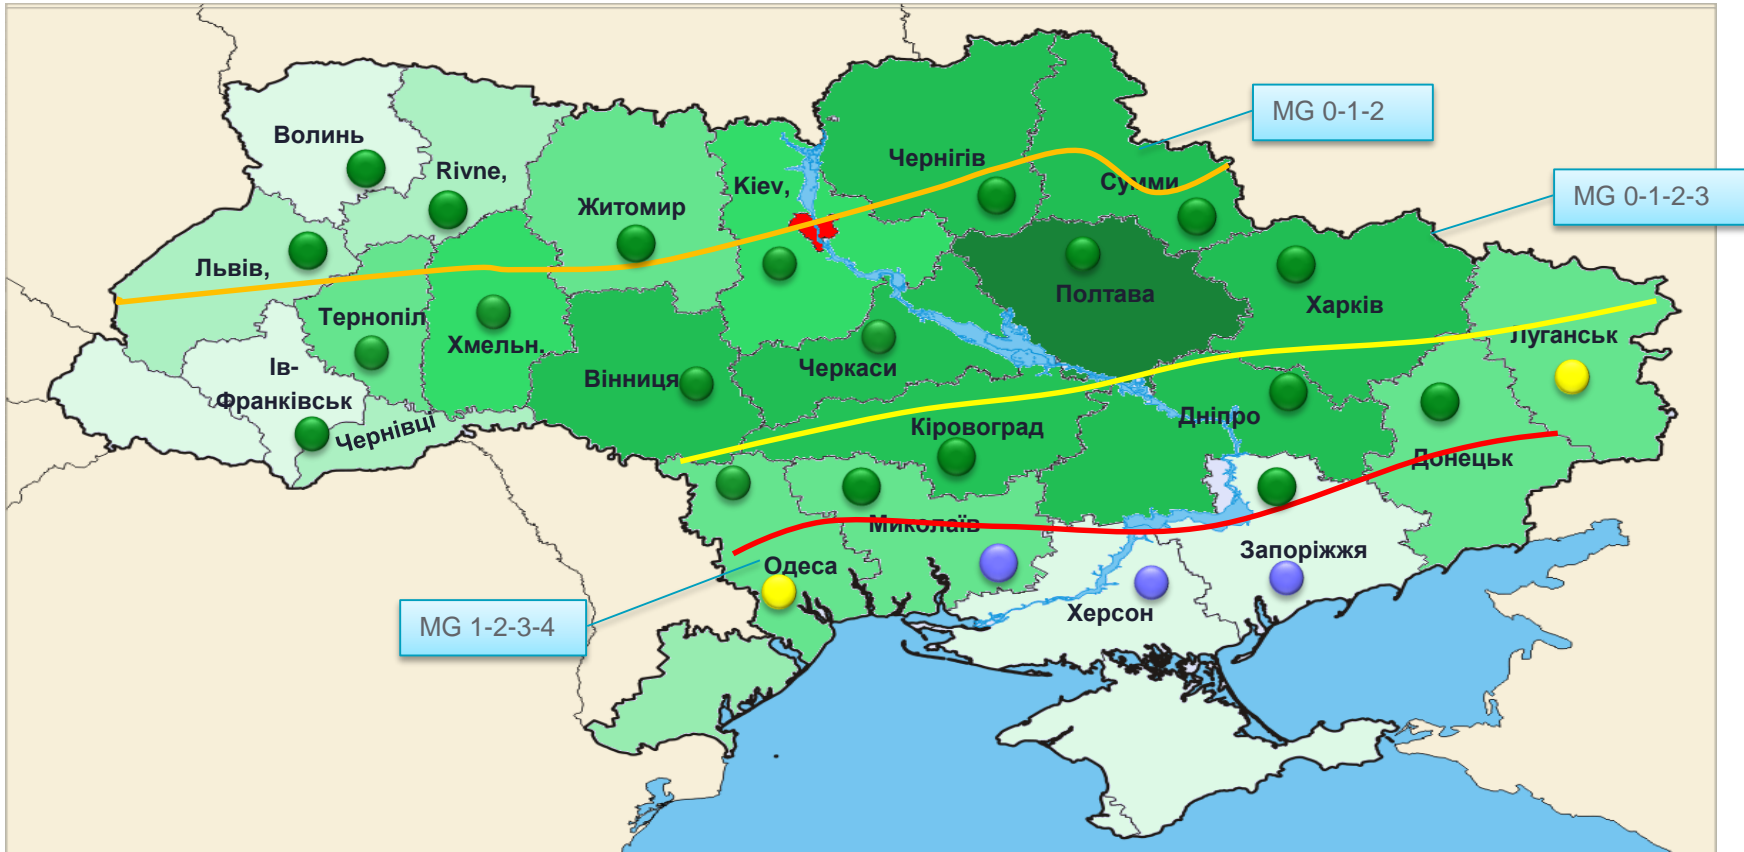 MG 0-1-2
Волинь
Чернігів
Rivne,
Kiev,
Сумми
MG 0-1-2-3
Житомир
Львів,
Полтава
Харків
Тернопіл
Луганськ
Хмельн.
Ів-
Франківськ
Черкаси
Вінниця
Дніпро
Чернівці
Кіровоград
Донецьк
Миколаїв
Запоріжжя
Одеса
Херсон
MG 1-2-3-4